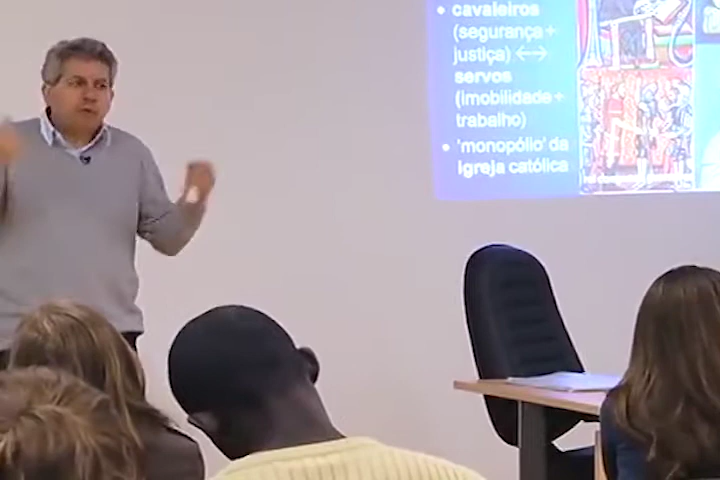 • cavaleiros
(segurança+
justiça) ↔
servos
(imobilidade+
trabalho)
• 'monopólio' da
igreja católica